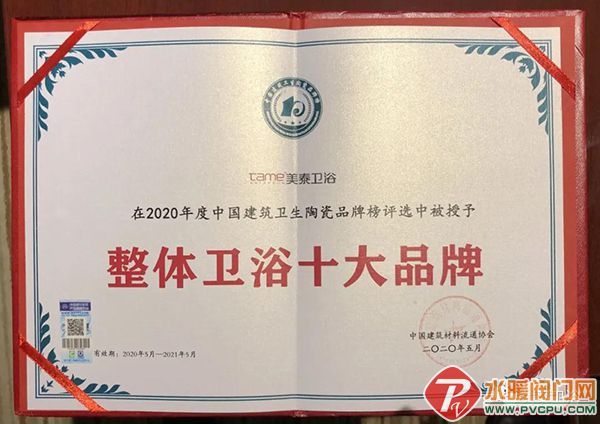 tame 美泰卫浴
在2020年度中国建筑卫生陶瓷品牌榜评选中被授予
整体卫浴十大品牌
中国建筑材料流通协会
二〇二〇年五月
有效期：2020年5月—2021年5月
水暖阀门网
WWW.PVCPU.COM